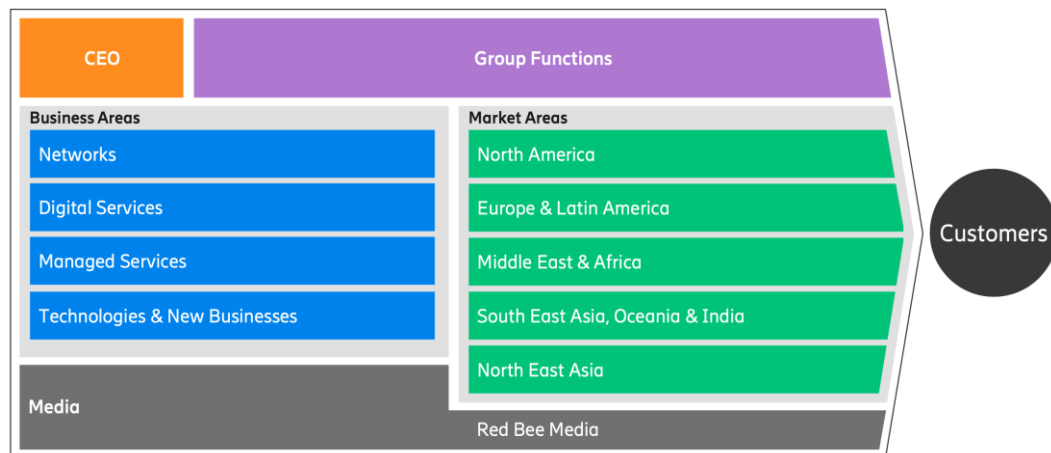 CEO
Group Functions
Business Areas
Networks
Digital Services
Managed Services
Technologies & New Businesses
Market Areas
North America
Europe & Latin America
Middle East & Africa
South East Asia, Oceania & India
North East Asia
Customers
Media
Red Bee Media